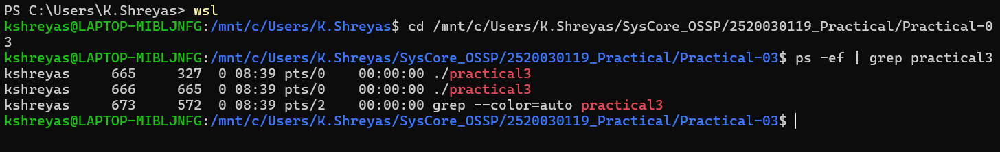 PS C:\Users\K.Shreyas> wsl
kshreyas@LAPTOP-MIBLJNFG:/mnt/c/Users/K.Shreyas$ cd /mnt/c/Users/K.Shreyas/SysCore_OSSP/2520030119_Practical/Practical-0
3
kshreyas@LAPTOP-MIBLJNFG:/mnt/c/Users/K.Shreyas/SysCore_OSSP/2520030119_Practical/Practical-03$ ps -ef | grep practical3
kshreyas     665     327  0 08:39 pts/0    00:00:00 ./practical3
kshreyas     666     665  0 08:39 pts/0    00:00:00 ./practical3
kshreyas     673     572  0 08:39 pts/2    00:00:00 grep --color=auto practical3
kshreyas@LAPTOP-MIBLJNFG:/mnt/c/Users/K.Shreyas/SysCore_OSSP/2520030119_Practical/Practical-03$